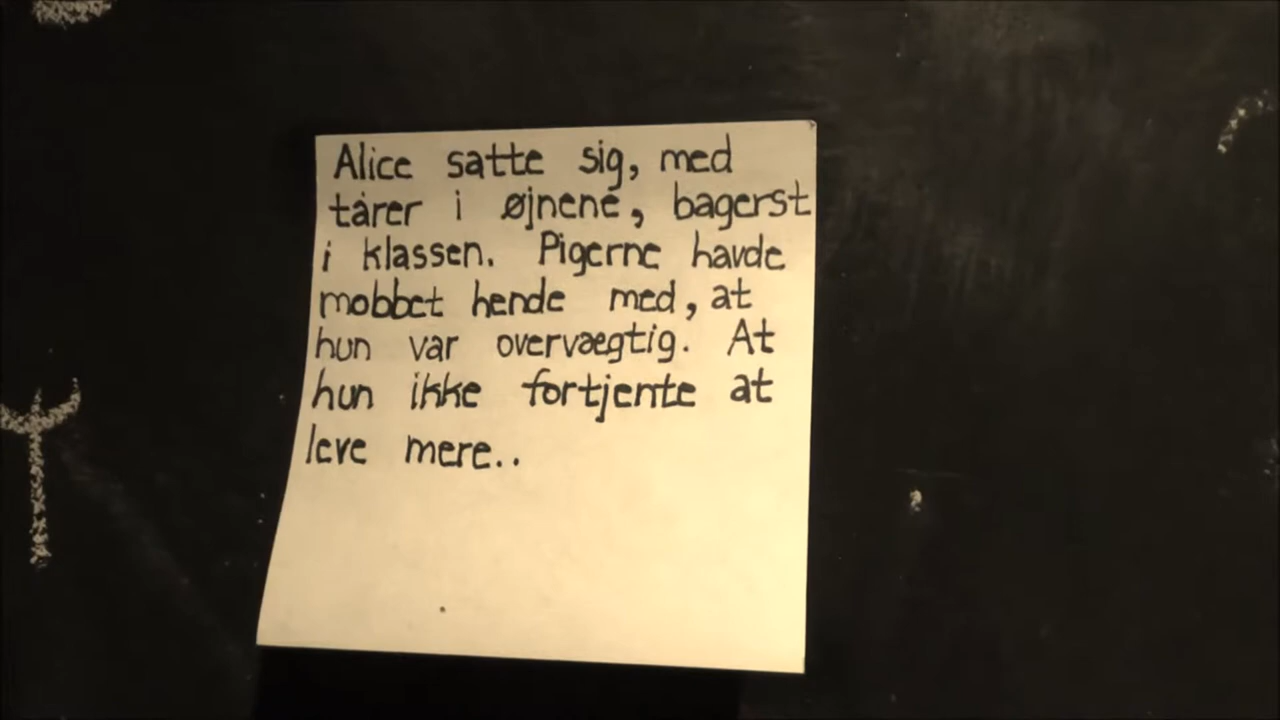 Alice satte sig, med
tårer i øjnene, bagerst
i klassen. Pigerne havde
mobbet hende med, at
hun var overvægtig. At
hun ikke fortjente at
leve mere..